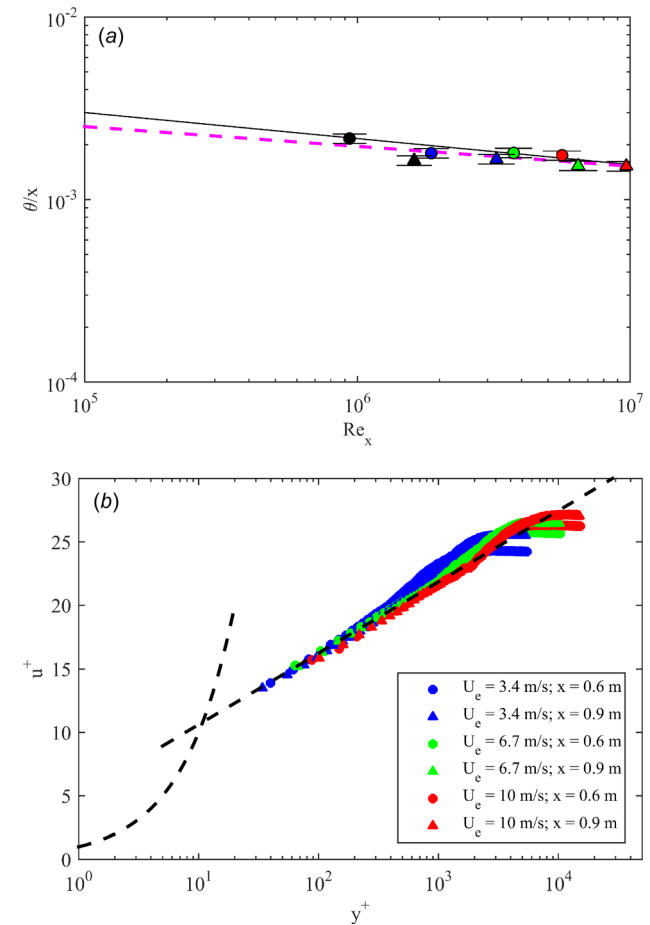 (a)
10^-2
10^-3
10^-4
θ/x
10^5
10^6
10^7
Re_x
(b)
30
25
20
15
10
5
0
u^+
U_e = 3.4 m/s; x = 0.6 m
U_e = 3.4 m/s; x = 0.9 m
U_e = 6.7 m/s; x = 0.6 m
U_e = 6.7 m/s; x = 0.9 m
U_e = 10 m/s; x = 0.6 m
U_e = 10 m/s; x = 0.9 m
10^0
10^1
10^2
10^3
10^4
y^+